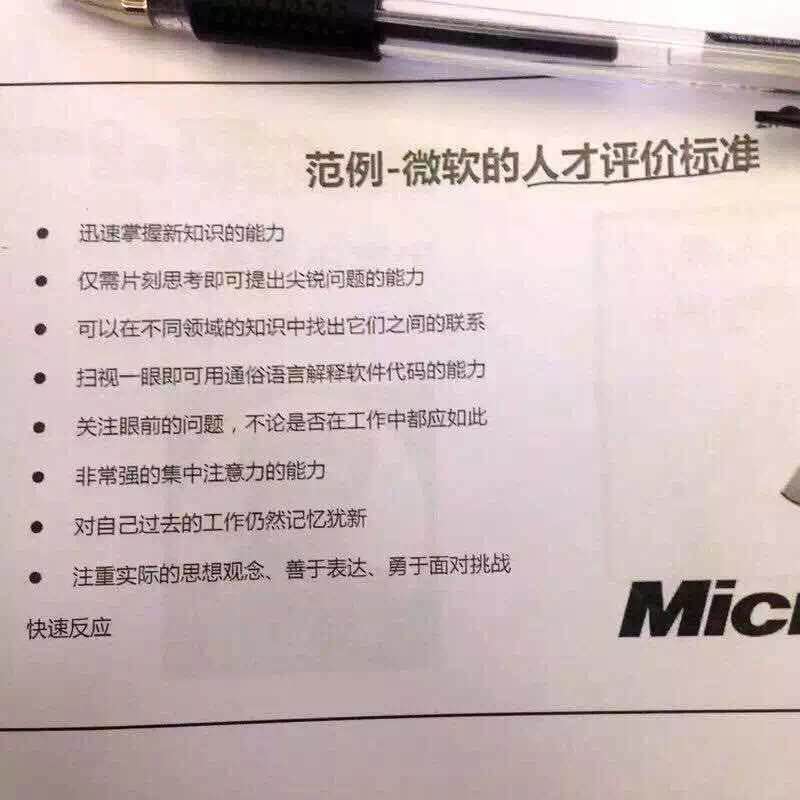 范例-微软的人才评价标准
● 迅速掌握新知识的能力
● 仅需片刻思考即可提出尖锐问题的能力
● 可以在不同领域的知识中找出它们之间的联系
● 扫视一眼即可用通俗语言解释软件代码的能力
● 关注眼前的问题，不论是否在工作中都应如此
● 非常强的集中注意力的能力
● 对自己过去的工作仍然记忆犹新
● 注重实际的思想观念、善于表达、勇于面对挑战
快速反应
Mic